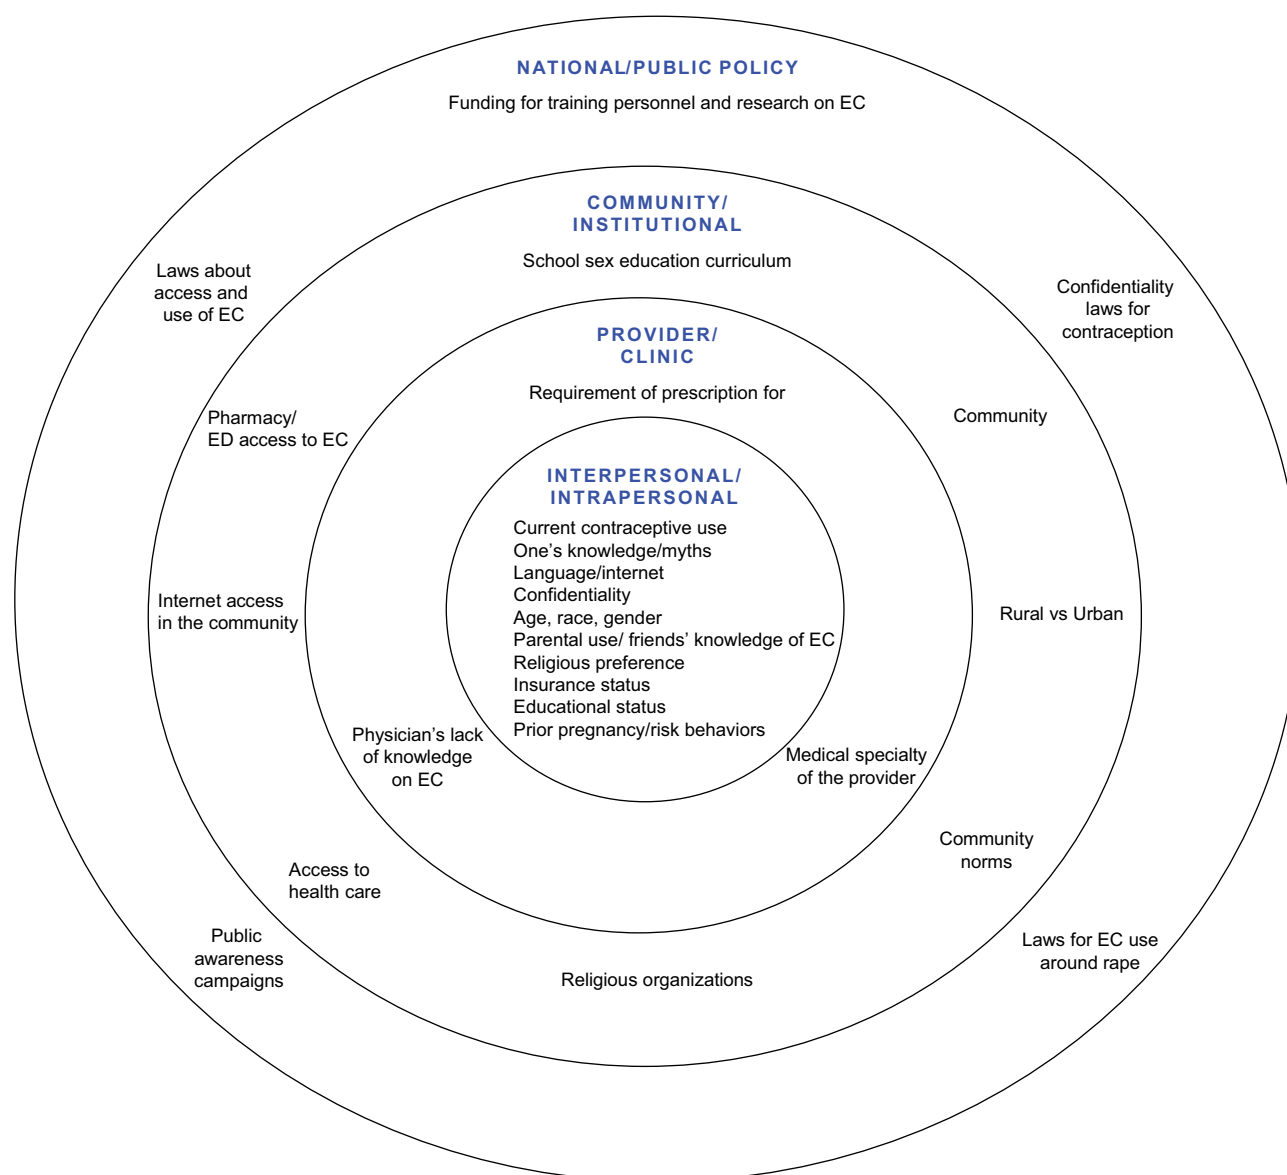 NATIONAL/PUBLIC POLICY
Funding for training personnel and research on EC
COMMUNITY/
INSTITUTIONAL
School sex education curriculum
Laws about
access and
use of EC
Confidentiality
laws for
contraception
PROVIDER/
CLINIC
Requirement of prescription for
Pharmacy/
ED access to EC
Community
INTERPERSONAL/
INTRAPERSONAL
Current contraceptive use
One’s knowledge/myths
Language/internet
Confidentiality
Age, race, gender
Parental use/ friends’ knowledge of EC
Religious preference
Insurance status
Educational status
Prior pregnancy/risk behaviors
Internet access
in the community
Rural vs Urban
Physician’s lack
of knowledge
on EC
Medical specialty
of the provider
Access to
health care
Community
norms
Public
awareness
campaigns
Religious organizations
Laws for EC use
around rape